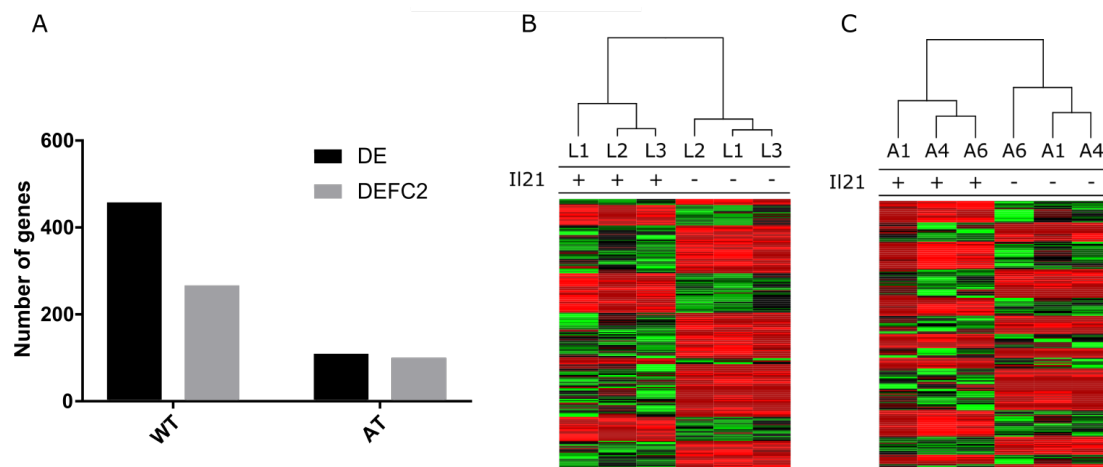 A
Number of genes
600
400
200
0
DE
DEFC2
WT
AT
B
L1 L2 L3 L2 L1 L3
Il21 + + + - - -
C
A1 A4 A6 A6 A1 A4
Il21 + + + - - -